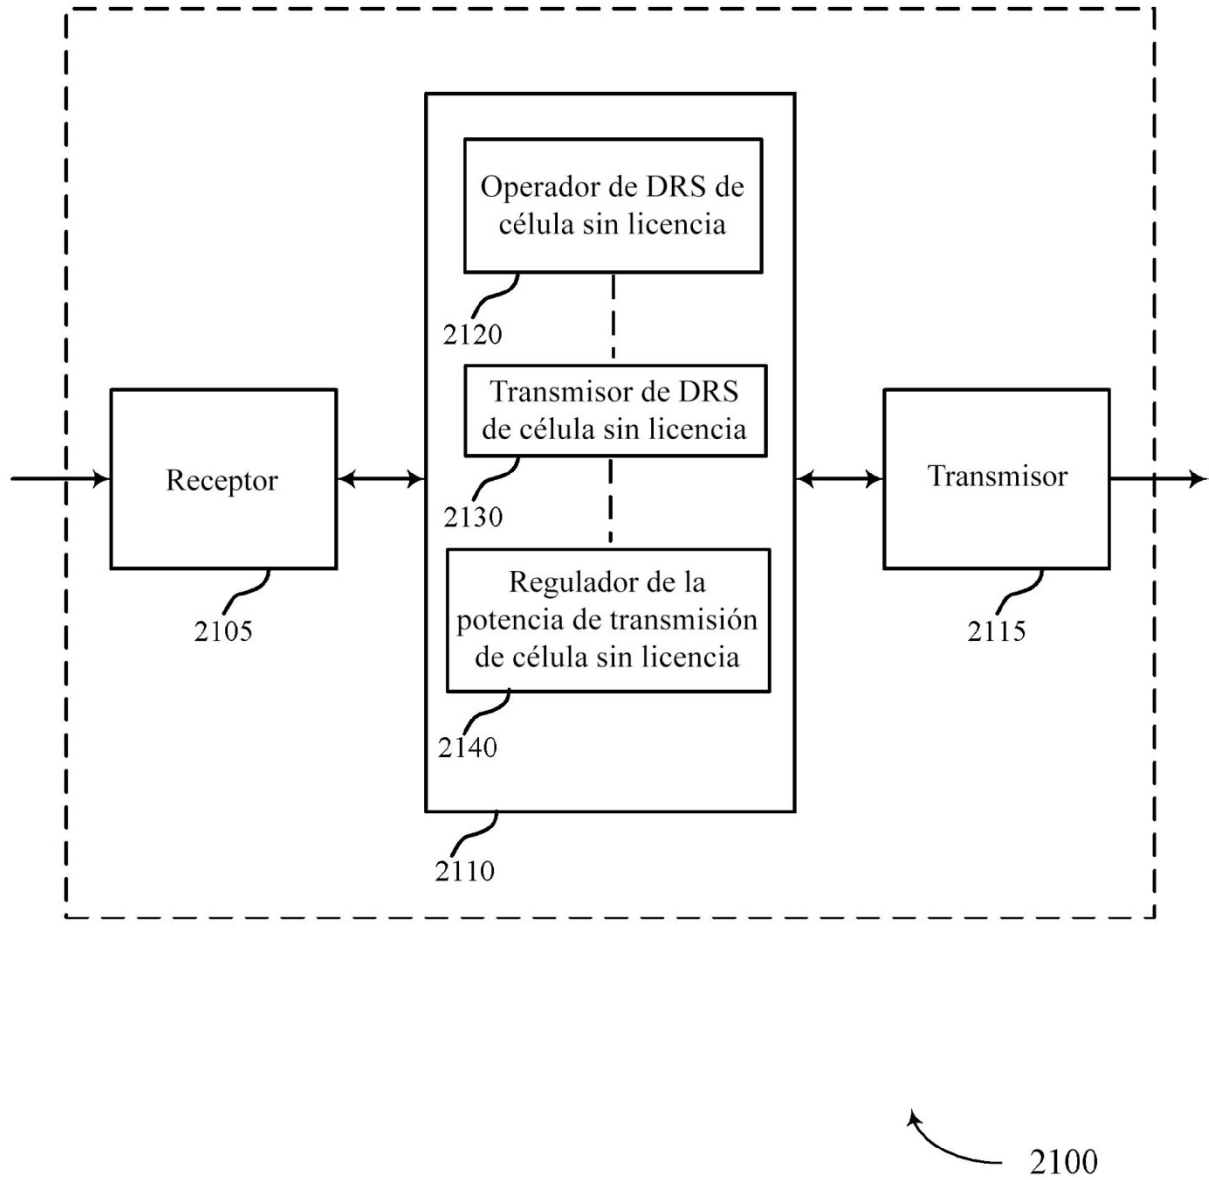 Operador de DRS de
célula sin licencia
2120
Transmisor de DRS
de célula sin licencia
2130
Receptor
2105
Transmisor
2115
Regulador de la
potencia de transmisión
de célula sin licencia
2140
2110
2100